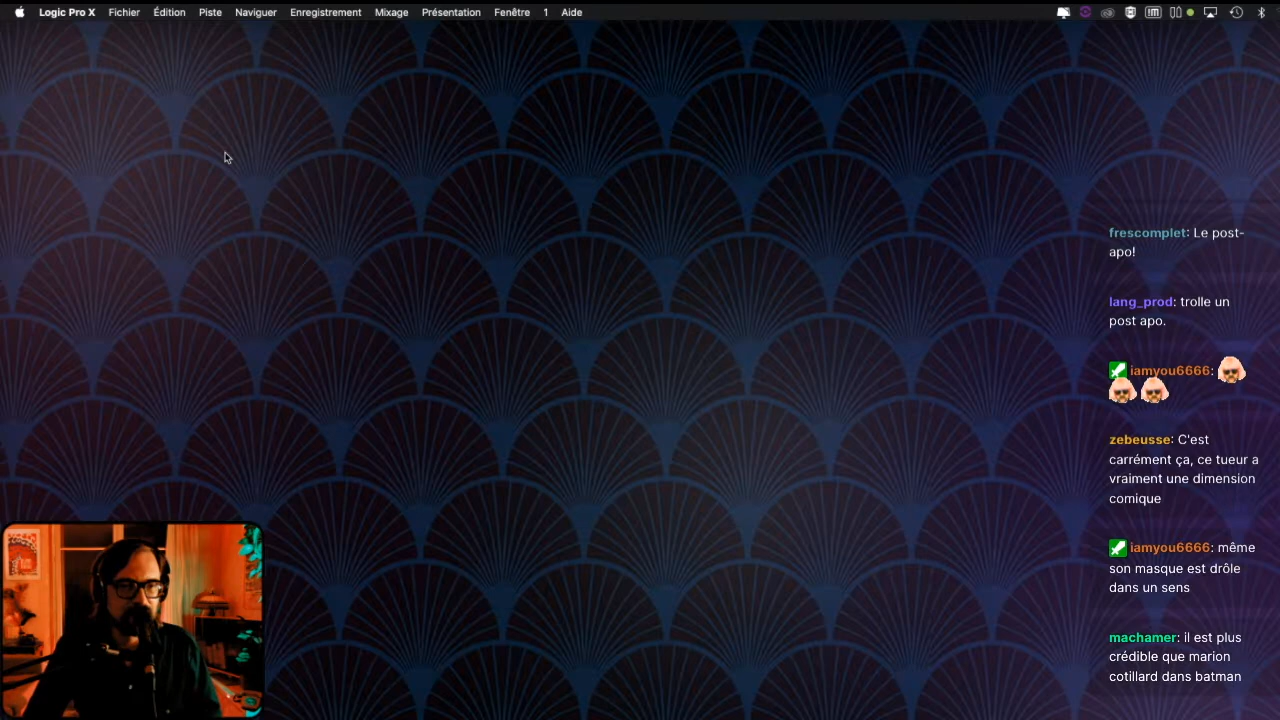 Logic Pro X Fichier Édition Piste Naviguer Enregistrement Mixage Présentation Fenêtre 1 Aide
frescomplet: Le post-
apo!
lang_prod: trolle un
post apo.
iamyou6666:
zebeusse: C'est
carrément ça, ce tueur a
vraiment une dimension
comique
iamyou6666: même
son masque est drôle
dans un sens
machamer: il est plus
crédible que marion
cotillard dans batman